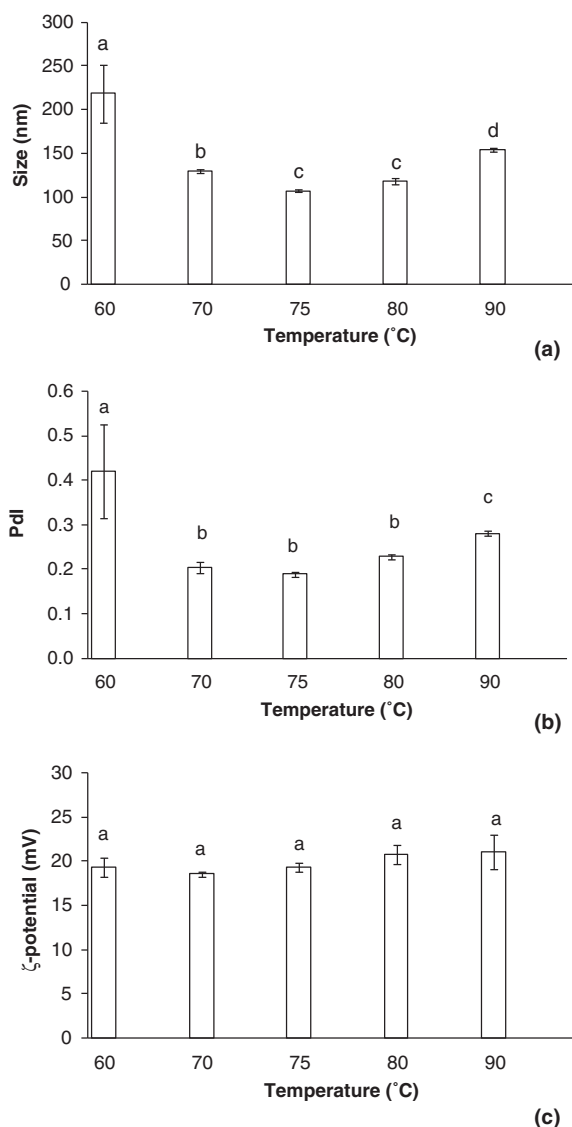 300
250
200
150
100
50
0
Size (nm)
a
b
c
c
d
60 70 75 80 90
Temperature (˚C)
(a)
0.6
0.5
0.4
0.3
0.2
0.1
0.0
PdI
a
b
b
b
c
60 70 75 80 90
Temperature (˚C)
(b)
30
25
20
15
10
5
0
ζ-potential (mV)
a
a
a
a
a
60 70 75 80 90
Temperature (˚C)
(c)